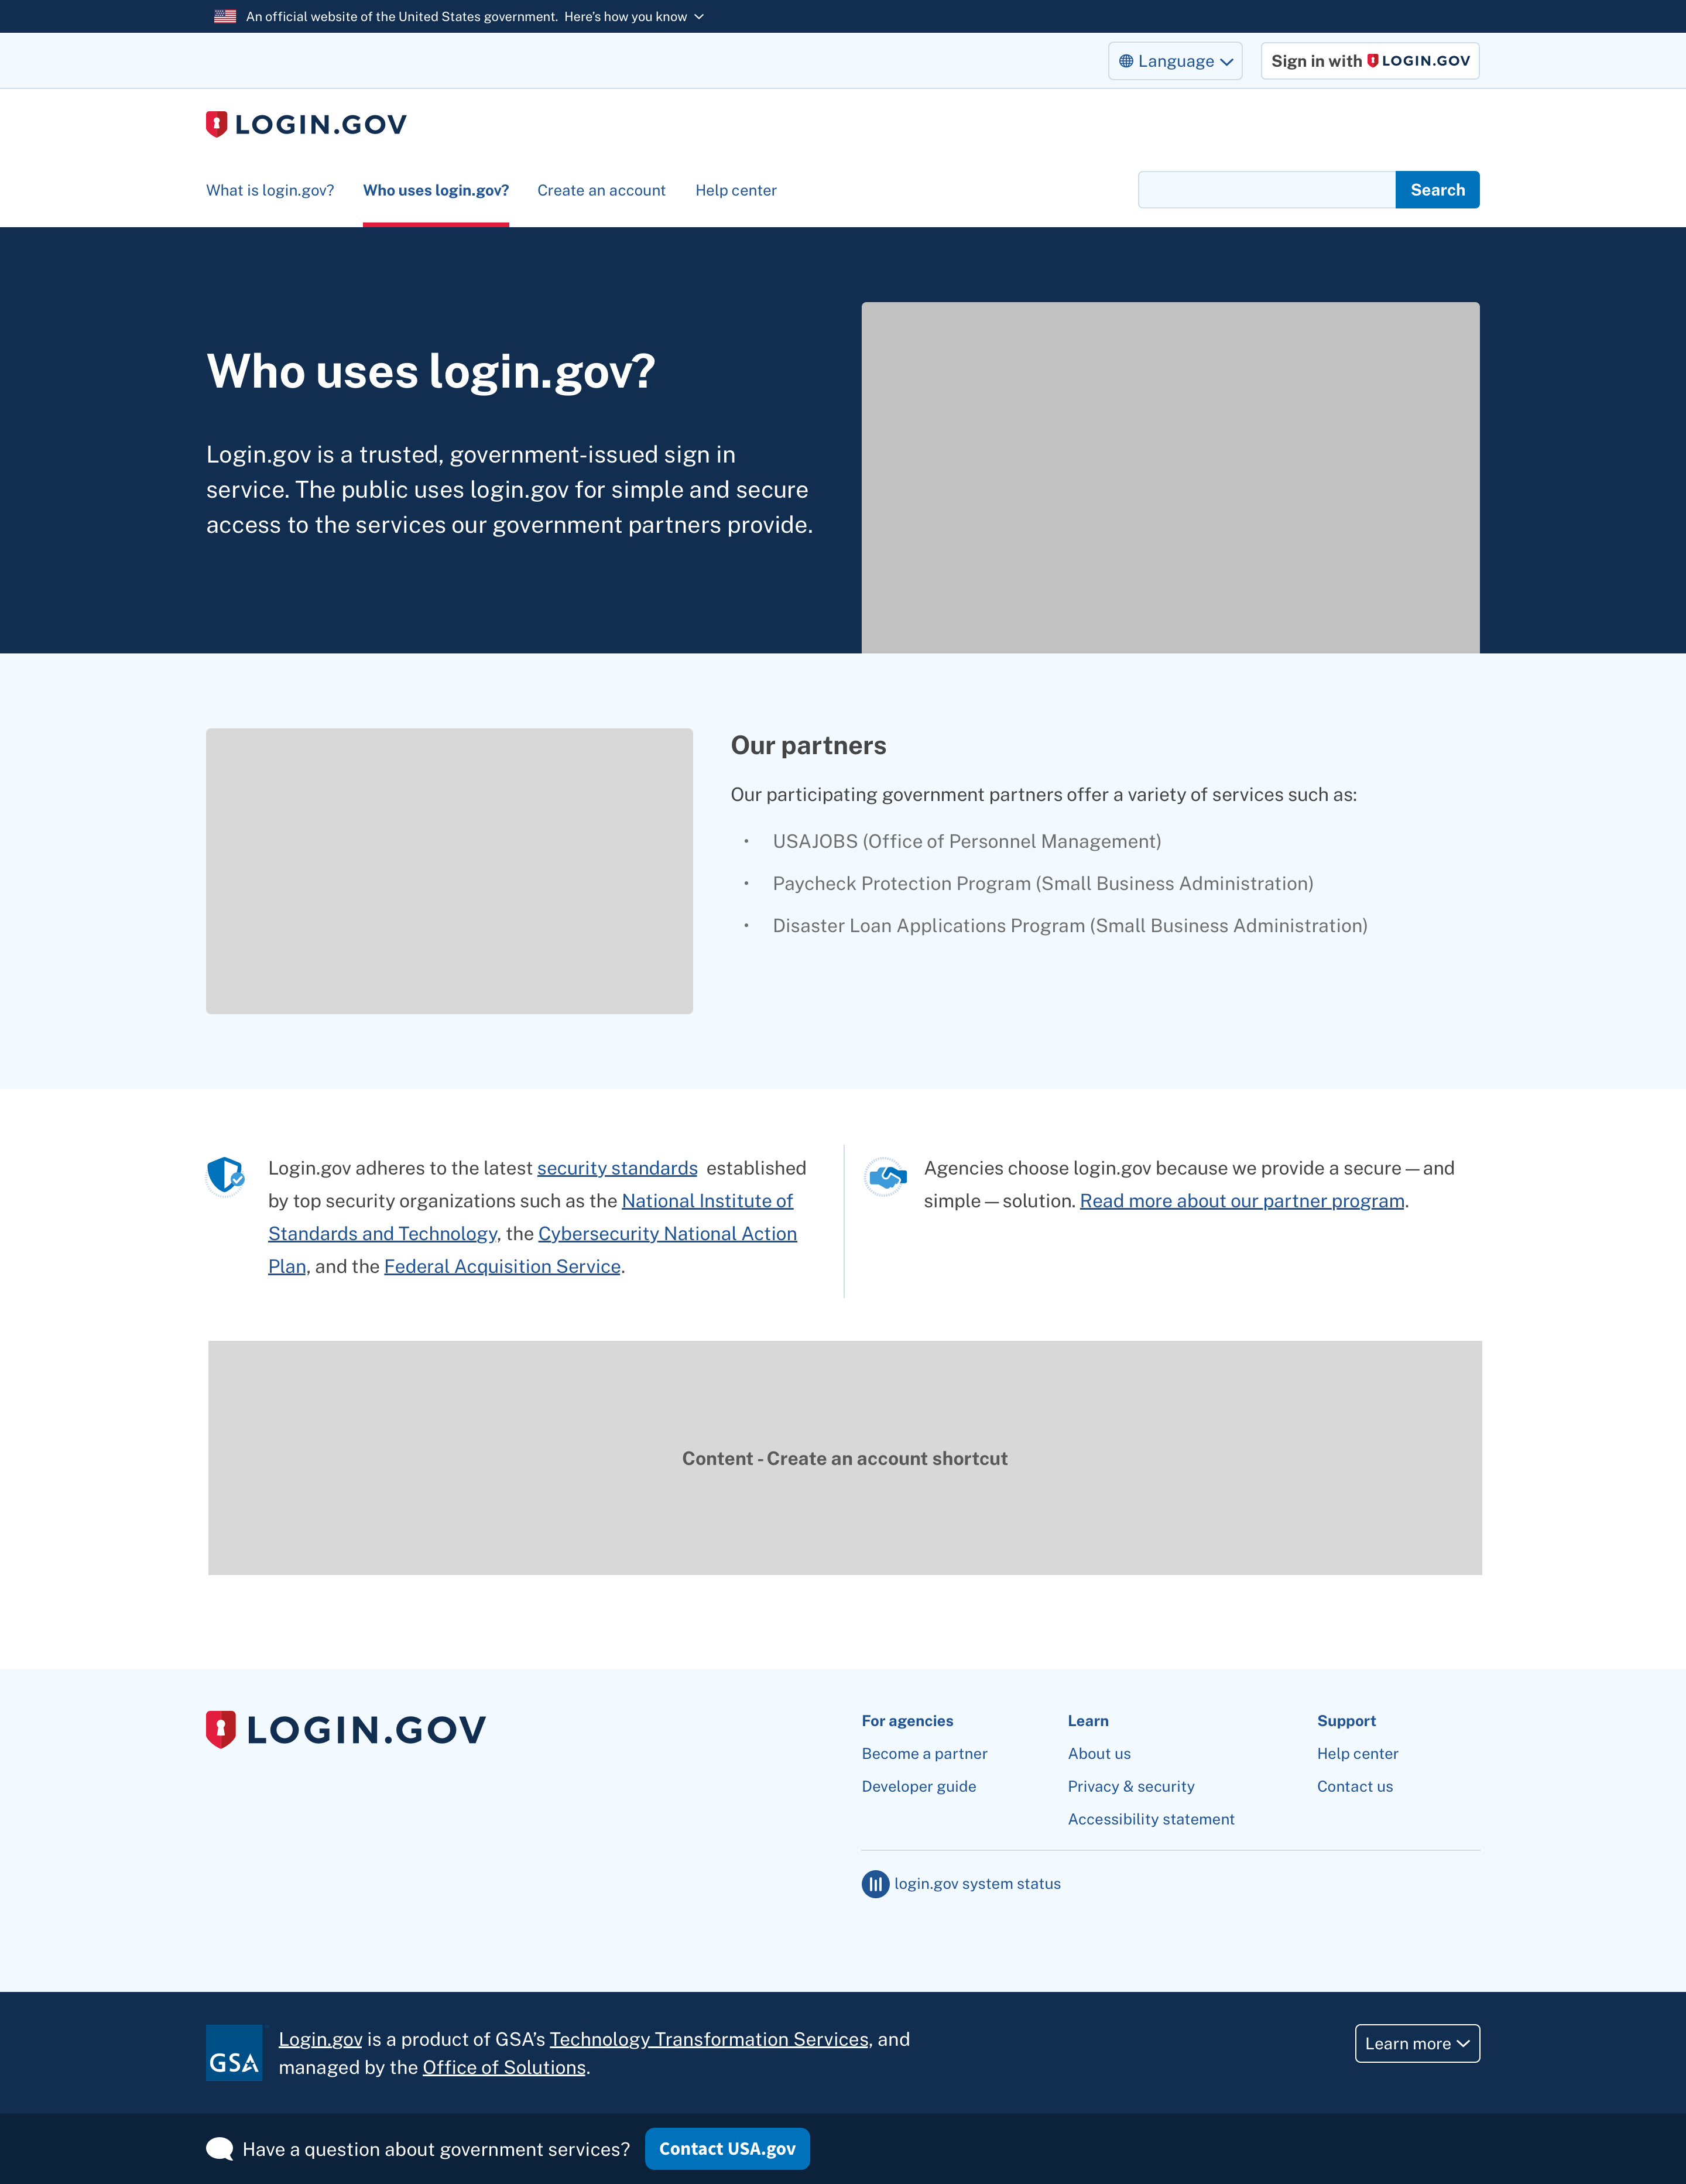 An official website of the United States government. Here’s how you know
Language
Sign in with LOGIN.GOV
LOGIN.GOV
What is login.gov?
Who uses login.gov?
Create an account
Help center
Search
Who uses login.gov?
Login.gov is a trusted, government-issued sign in
service. The public uses login.gov for simple and secure
access to the services our government partners provide.
Our partners
Our participating government partners offer a variety of services such as:
• USAJOBS (Office of Personnel Management)
• Paycheck Protection Program (Small Business Administration)
• Disaster Loan Applications Program (Small Business Administration)
Login.gov adheres to the latest security standards established
by top security organizations such as the National Institute of
Standards and Technology, the Cybersecurity National Action
Plan, and the Federal Acquisition Service.
Agencies choose login.gov because we provide a secure — and
simple — solution. Read more about our partner program.
Content - Create an account shortcut
LOGIN.GOV
For agencies
Become a partner
Developer guide
Learn
About us
Privacy & security
Accessibility statement
Support
Help center
Contact us
login.gov system status
GSA
Login.gov is a product of GSA’s Technology Transformation Services, and
managed by the Office of Solutions.
Learn more
Have a question about government services?
Contact USA.gov